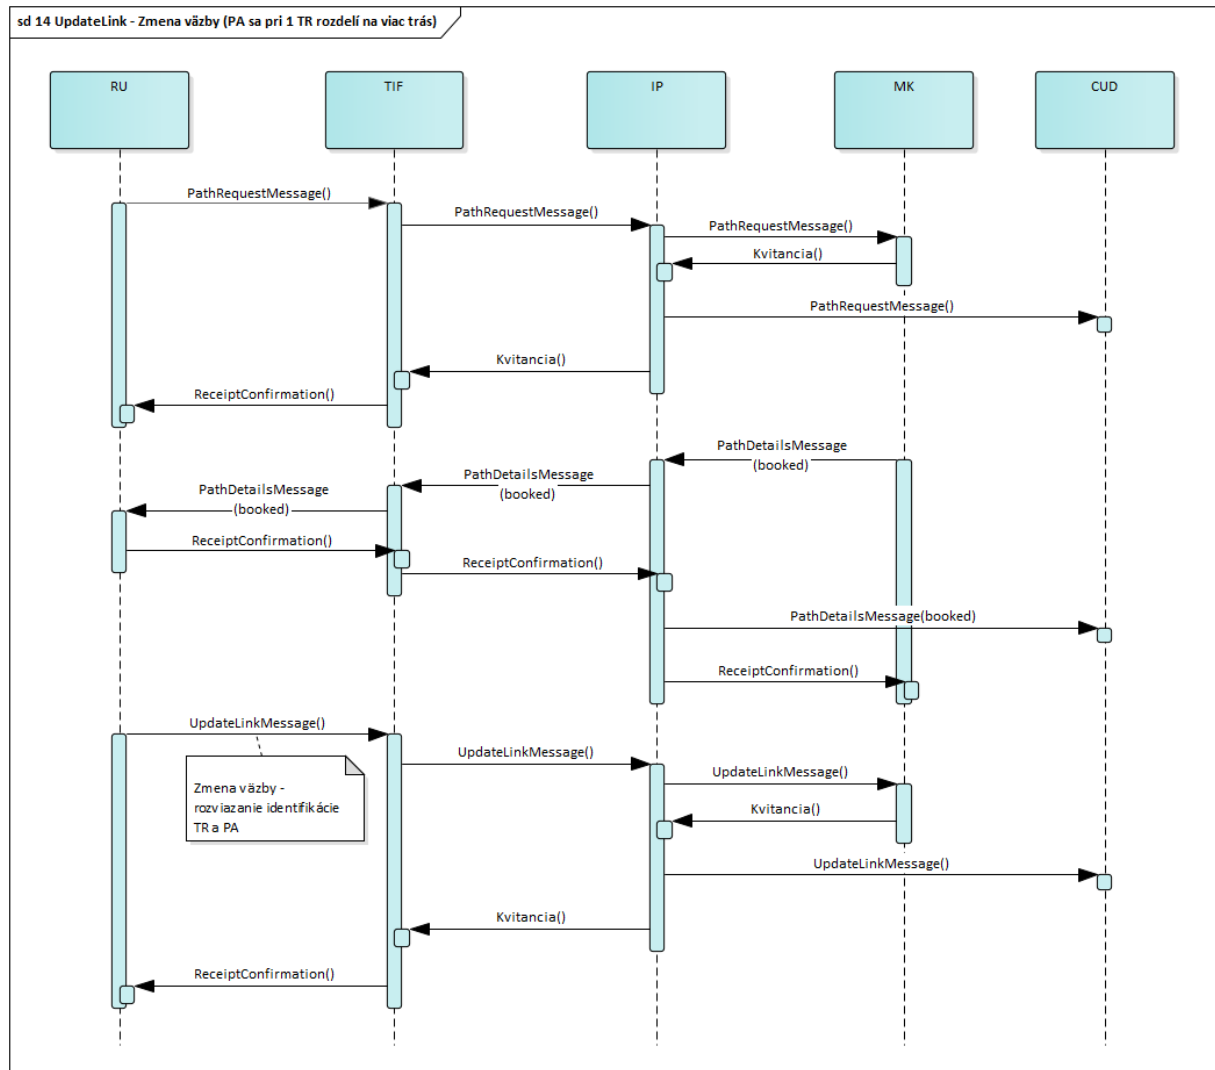 sd 14 UpdateLink - Zmena väzby (PA sa pri 1 TR rozdelí na viac trás)
RU
TIF
IP
MK
CUD
PathRequestMessage()
PathRequestMessage()
PathRequestMessage()
Kvitancia()
PathRequestMessage()
Kvitancia()
ReceiptConfirmation()
PathDetailsMessage
(booked)
PathDetailsMessage
(booked)
PathDetailsMessage
(booked)
ReceiptConfirmation()
ReceiptConfirmation()
PathDetailsMessage(booked)
ReceiptConfirmation()
UpdateLinkMessage()
UpdateLinkMessage()
UpdateLinkMessage()
Zmena väzby -
rozviazanie identifikácie
TR a PA
Kvitancia()
UpdateLinkMessage()
Kvitancia()
ReceiptConfirmation()